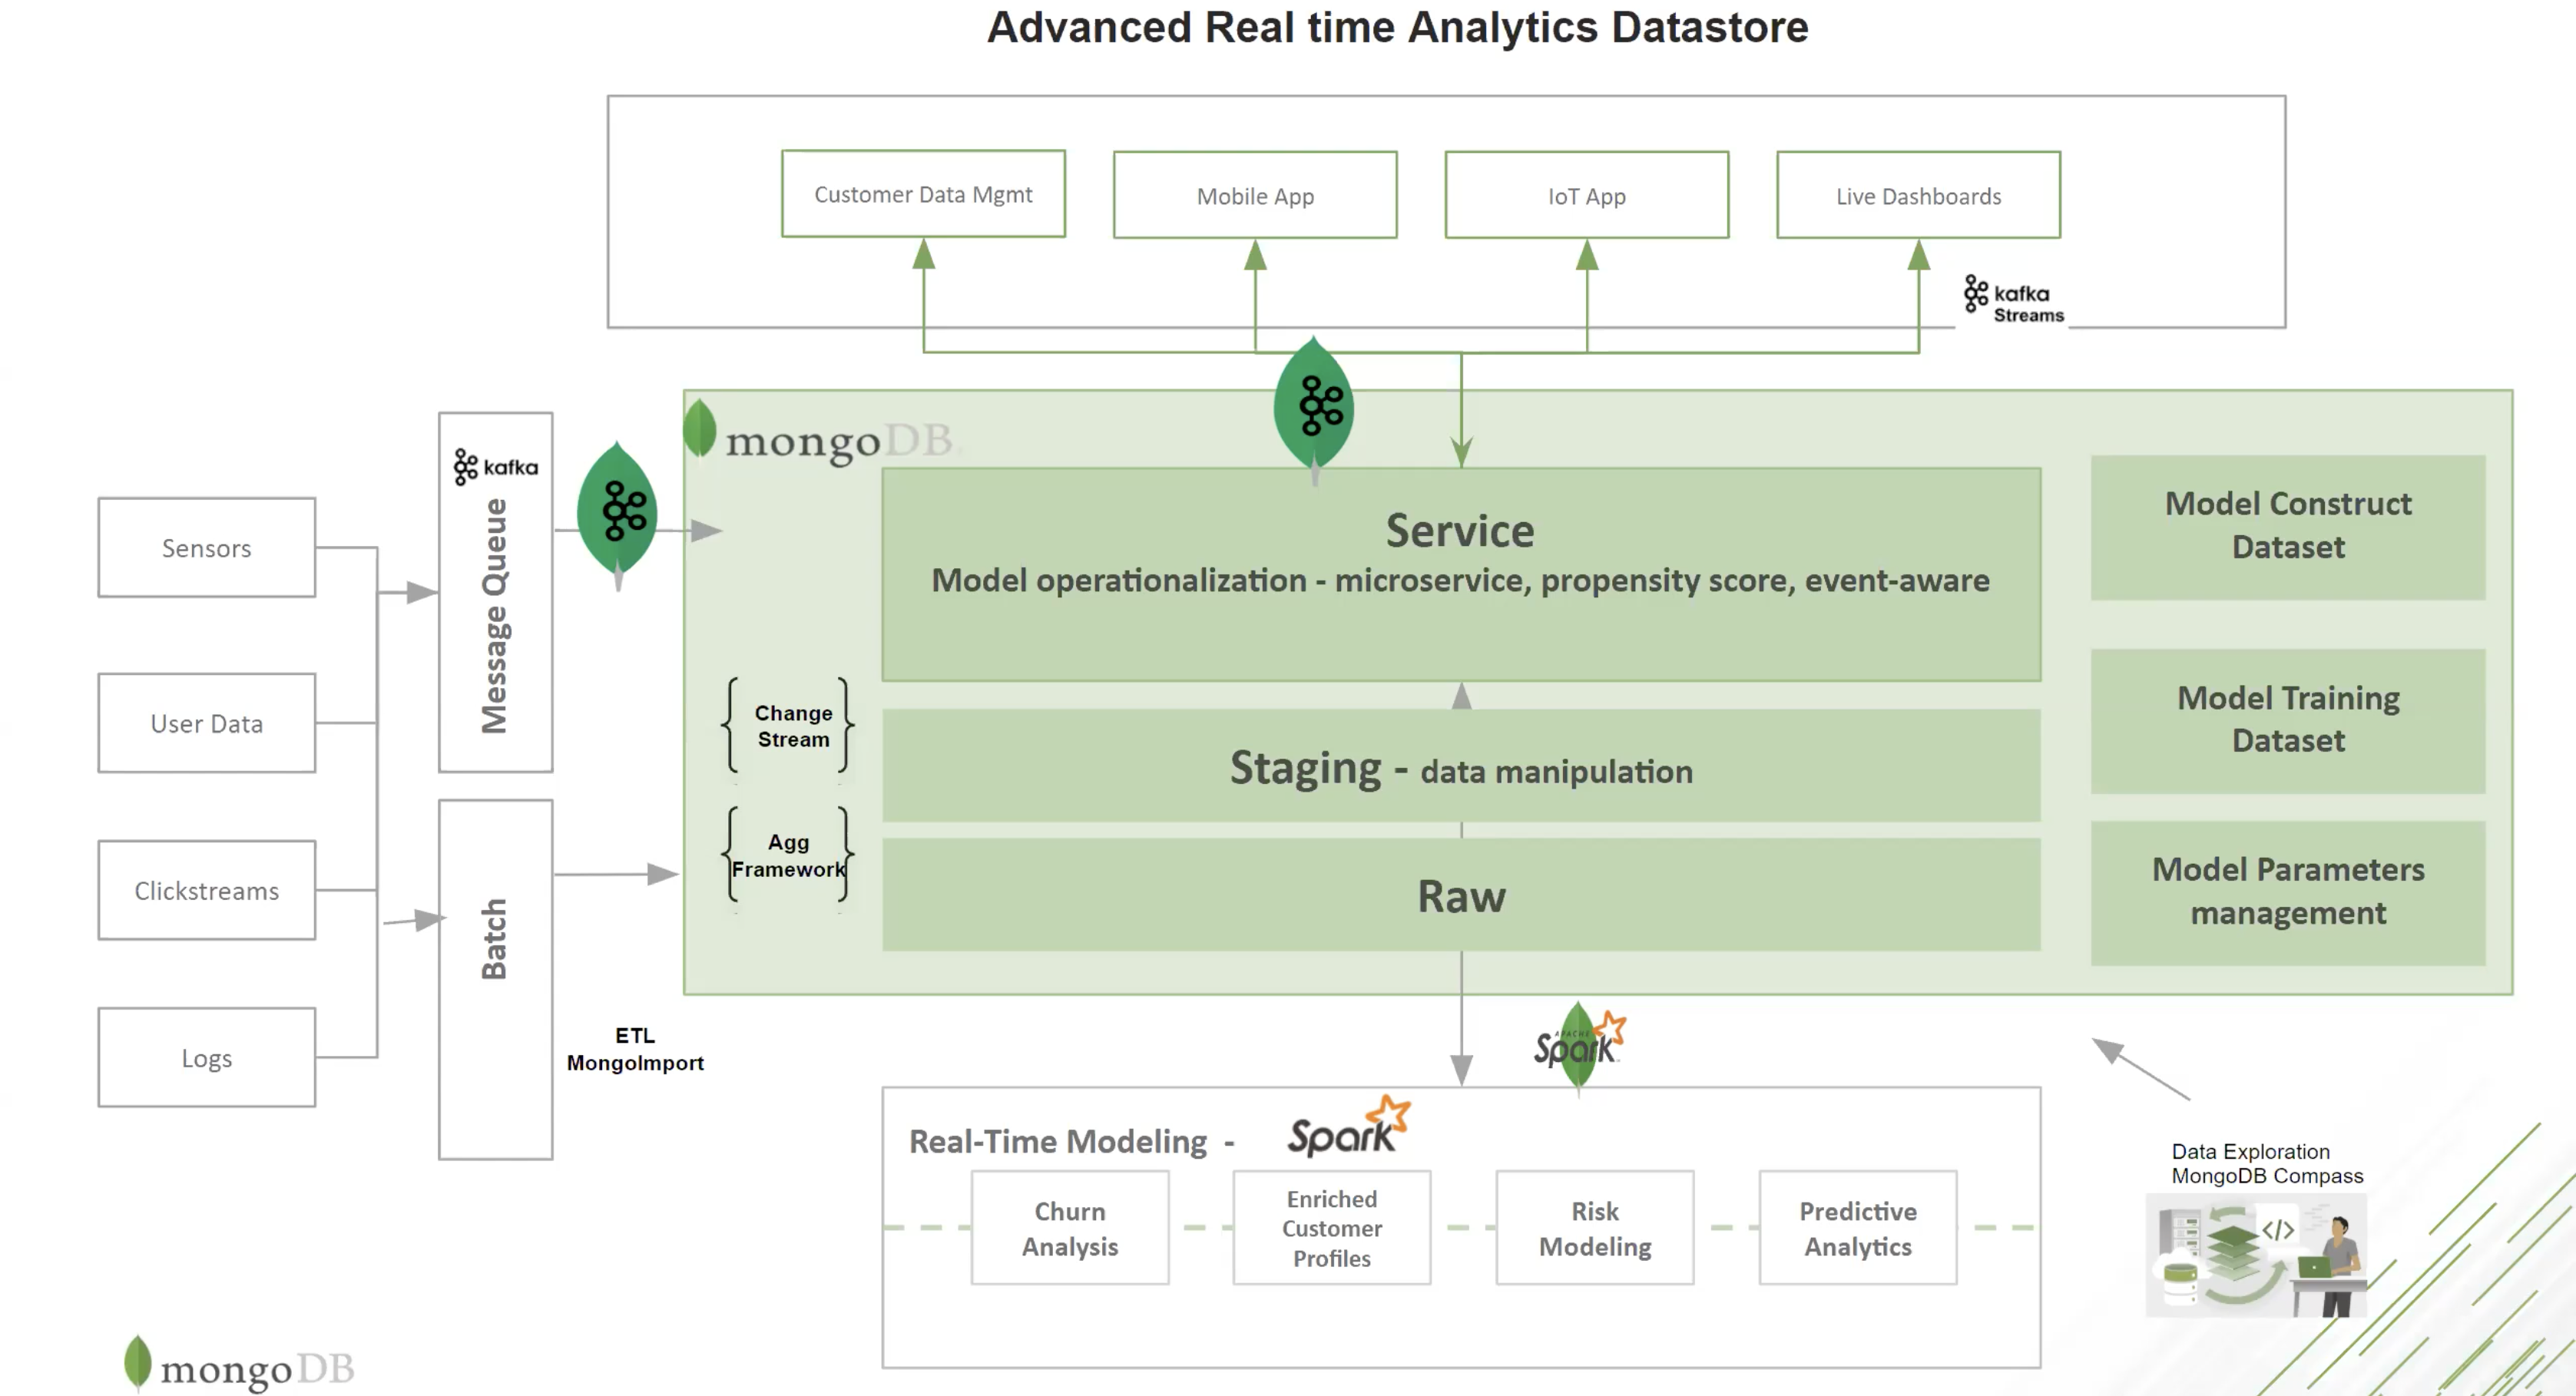 Advanced Real time Analytics Datastore
Customer Data Mgmt
Mobile App
IoT App
Live Dashboards
kafka
Streams
mongoDB
kafka
Message Queue
Sensors
User Data
Clickstreams
Logs
Batch
ETL
MongoImport
Change
Stream
Agg
Framework
Service
Model operationalization - microservice, propensity score, event-aware
Staging - data manipulation
Raw
Model Construct
Dataset
Model Training
Dataset
Model Parameters
management
APACHE
Spark
Real-Time Modeling -
Spark
Churn
Analysis
Enriched
Customer
Profiles
Risk
Modeling
Predictive
Analytics
Data Exploration
MongoDB Compass
</>
mongoDB